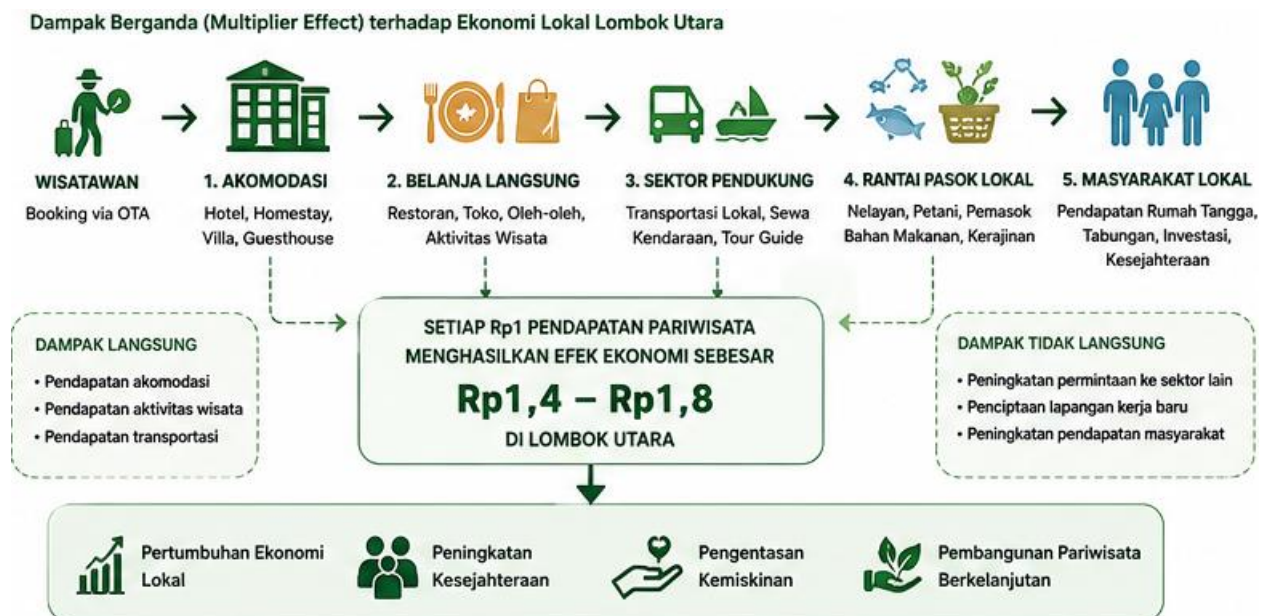 Dampak Berganda (Multiplier Effect) terhadap Ekonomi Lokal Lombok Utara
WISATAWAN
Booking via OTA
1. AKOMODASI
Hotel, Homestay,
Villa, Guesthouse
2. BELANJA LANGSUNG
Restoran, Toko, Oleh-oleh,
Aktivitas Wisata
3. SEKTOR PENDUKUNG
Transportasi Lokal, Sewa
Kendaraan, Tour Guide
4. RANTAI PASOK LOKAL
Nelayan, Petani, Pemasok
Bahan Makanan, Kerajinan
5. MASYARAKAT LOKAL
Pendapatan Rumah Tangga,
Tabungan, Investasi,
Kesejahteraan
DAMPAK LANGSUNG
• Pendapatan akomodasi
• Pendapatan aktivitas wisata
• Pendapatan transportasi
SETIAP Rp1 PENDAPATAN PARIWISATA
MENGHASILKAN EFEK EKONOMI SEBESAR
Rp1,4 – Rp1,8
DI LOMBOK UTARA
DAMPAK TIDAK LANGSUNG
• Peningkatan permintaan ke sektor lain
• Penciptaan lapangan kerja baru
• Peningkatan pendapatan masyarakat
Pertumbuhan Ekonomi
Lokal
Peningkatan
Kesejahteraan
Pengentasan
Kemiskinan
Pembangunan Pariwisata
Berkelanjutan